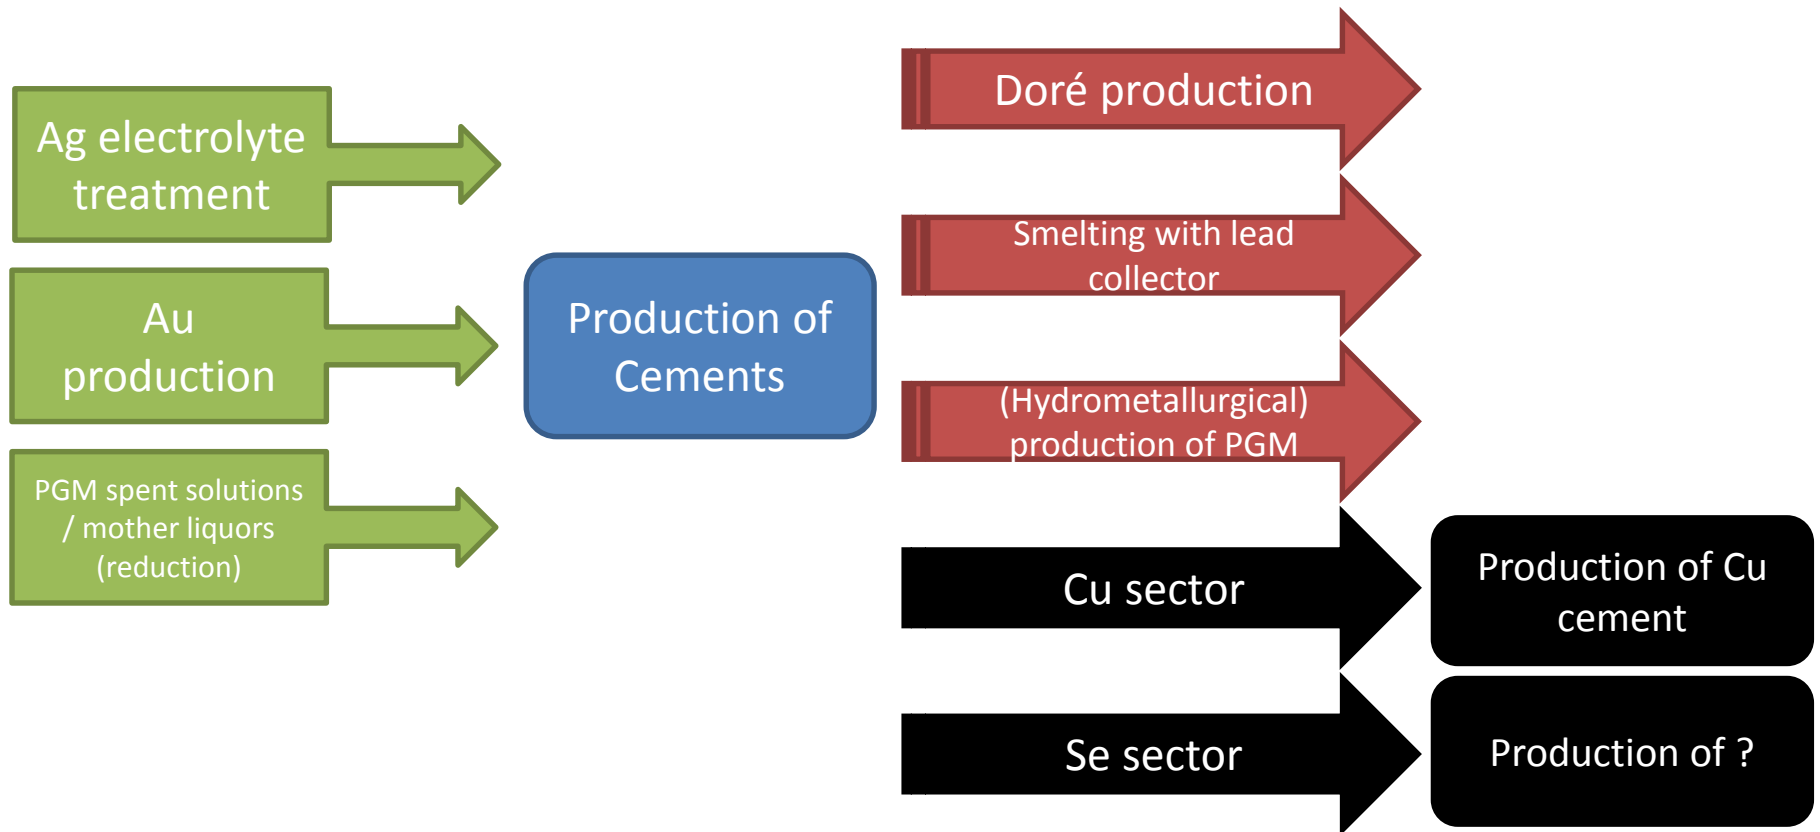 Ag electrolyte
treatment
Au
production
PGM spent solutions
/ mother liquors
(reduction)
Production of
Cements
Doré production
Smelting with lead
collector
(Hydrometallurgical)
production of PGM
Cu sector
Production of Cu
cement
Se sector
Production of ?